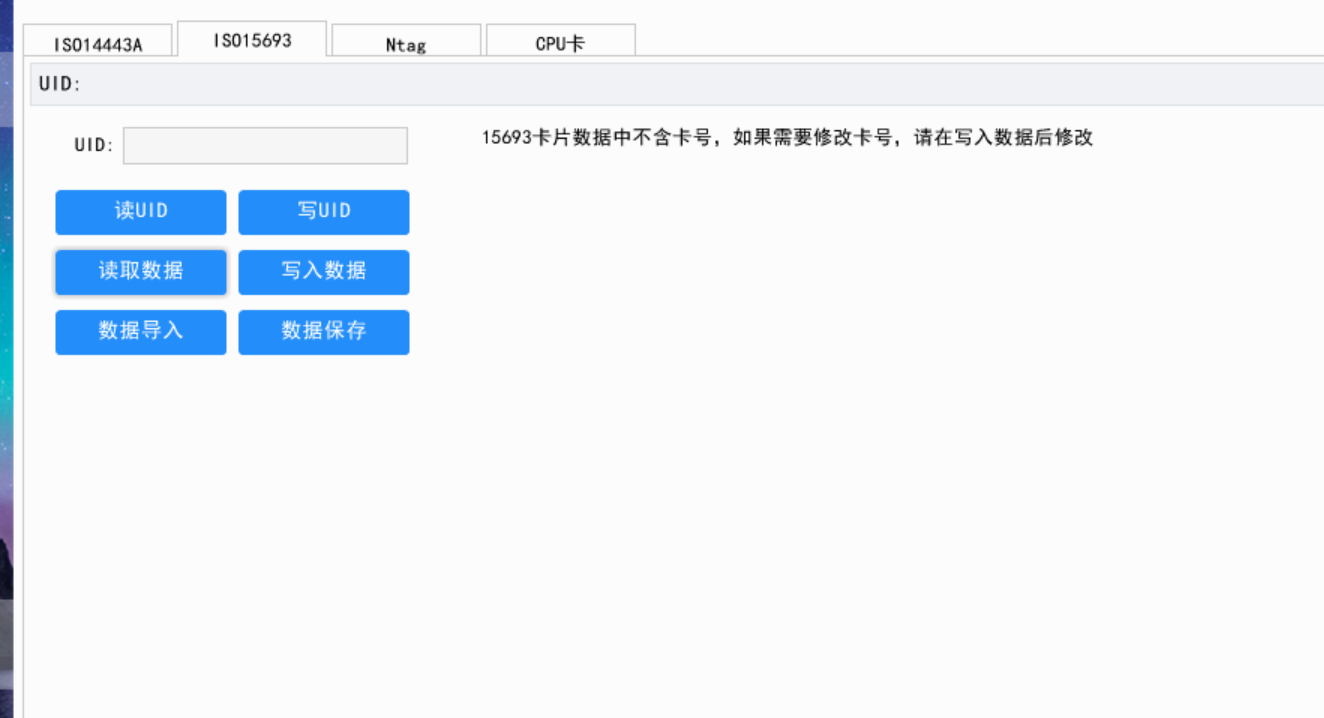 ISO14443A ISO15693 Ntag CPU卡
UID:
UID: 15693卡片数据中不含卡号，如果需要修改卡号，请在写入数据后修改
读UID 写UID
读取数据 写入数据
数据导入 数据保存